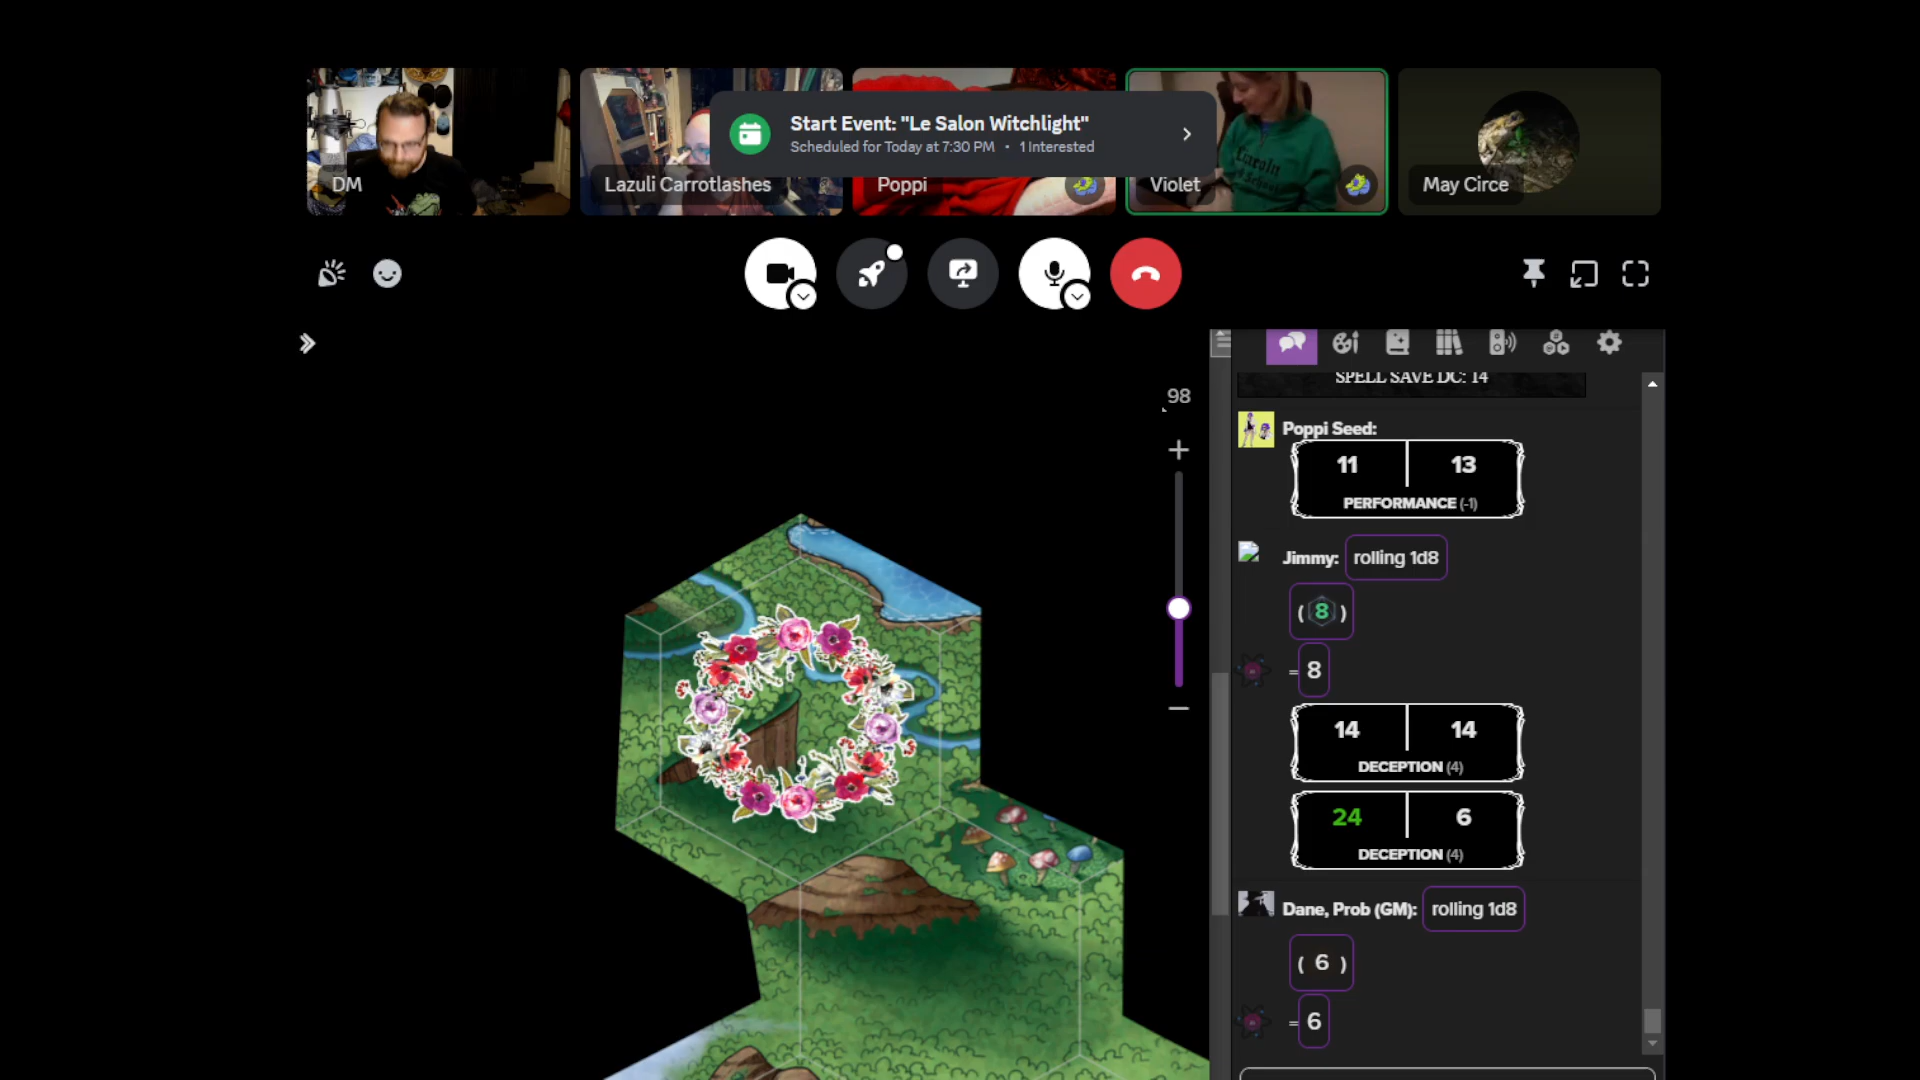 Start Event: "Le Salon Witchlight"
Scheduled for Today at 7:30 PM • 1 Interested
DM
Lazuli Carrotlashes
Poppi
Violet
May Circe
98
SPELL SAVE DC: 14
Poppi Seed:
11 13
PERFORMANCE (-1)
Jimmy: rolling 1d8
( 8 )
= 8
14 14
DECEPTION (4)
24 6
DECEPTION (4)
Dane, Prob (GM): rolling 1d8
( 6 )
= 6